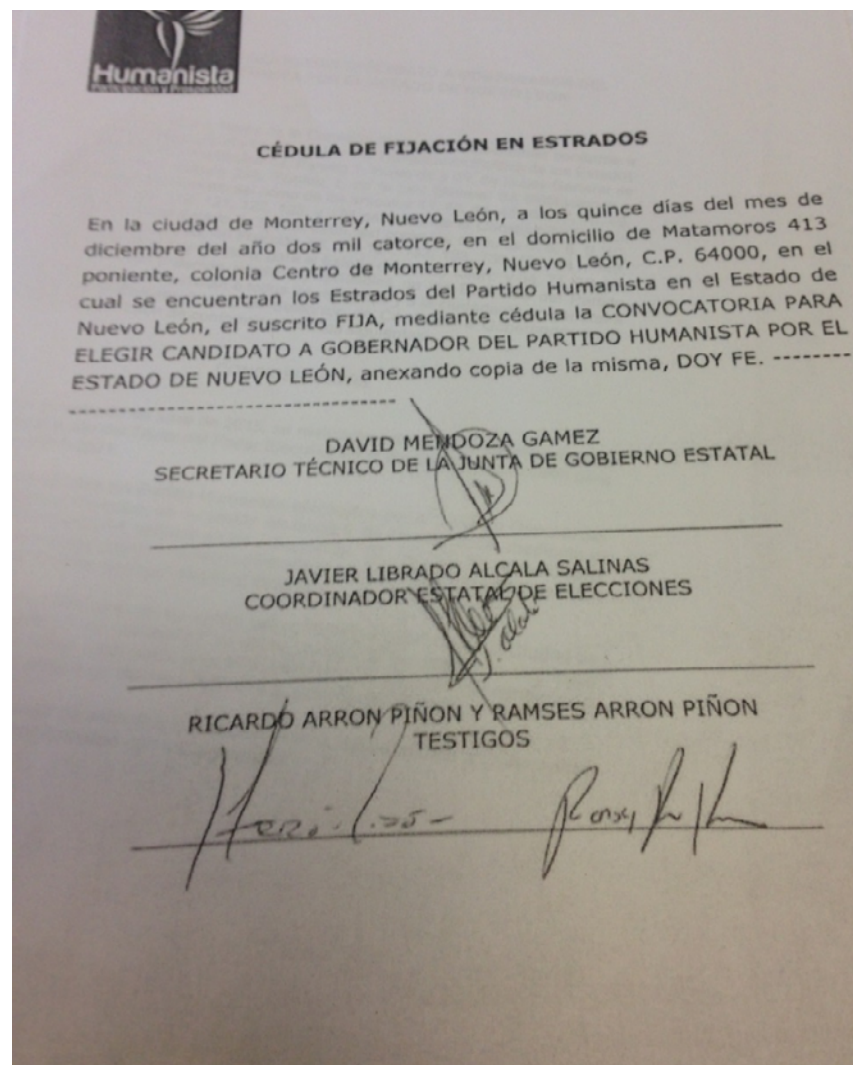 Humanista
Participación y Prosperidad
CÉDULA DE FIJACIÓN EN ESTRADOS
En la ciudad de Monterrey, Nuevo León, a los quince días del mes de
diciembre del año dos mil catorce, en el domicilio de Matamoros 413
poniente, colonia Centro de Monterrey, Nuevo León, C.P. 64000, en el
cual se encuentran los Estrados del Partido Humanista en el Estado de
Nuevo León, el suscrito FIJA, mediante cédula la CONVOCATORIA PARA
ELEGIR CANDIDATO A GOBERNADOR DEL PARTIDO HUMANISTA POR EL
ESTADO DE NUEVO LEÓN, anexando copia de la misma, DOY FE. --------
--------------------------------
DAVID MENDOZA GAMEZ
SECRETARIO TÉCNICO DE LA JUNTA DE GOBIERNO ESTATAL
JAVIER LIBRADO ALCALA SALINAS
COORDINADOR ESTATAL DE ELECCIONES
RICARDO ARRON PIÑON Y RAMSES ARRON PIÑON
TESTIGOS